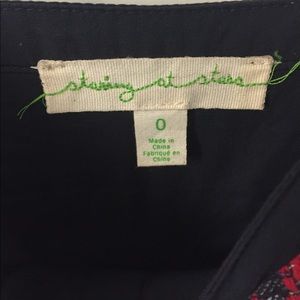 staring at stars
0
Made in
China
Fabriqué en
Chine